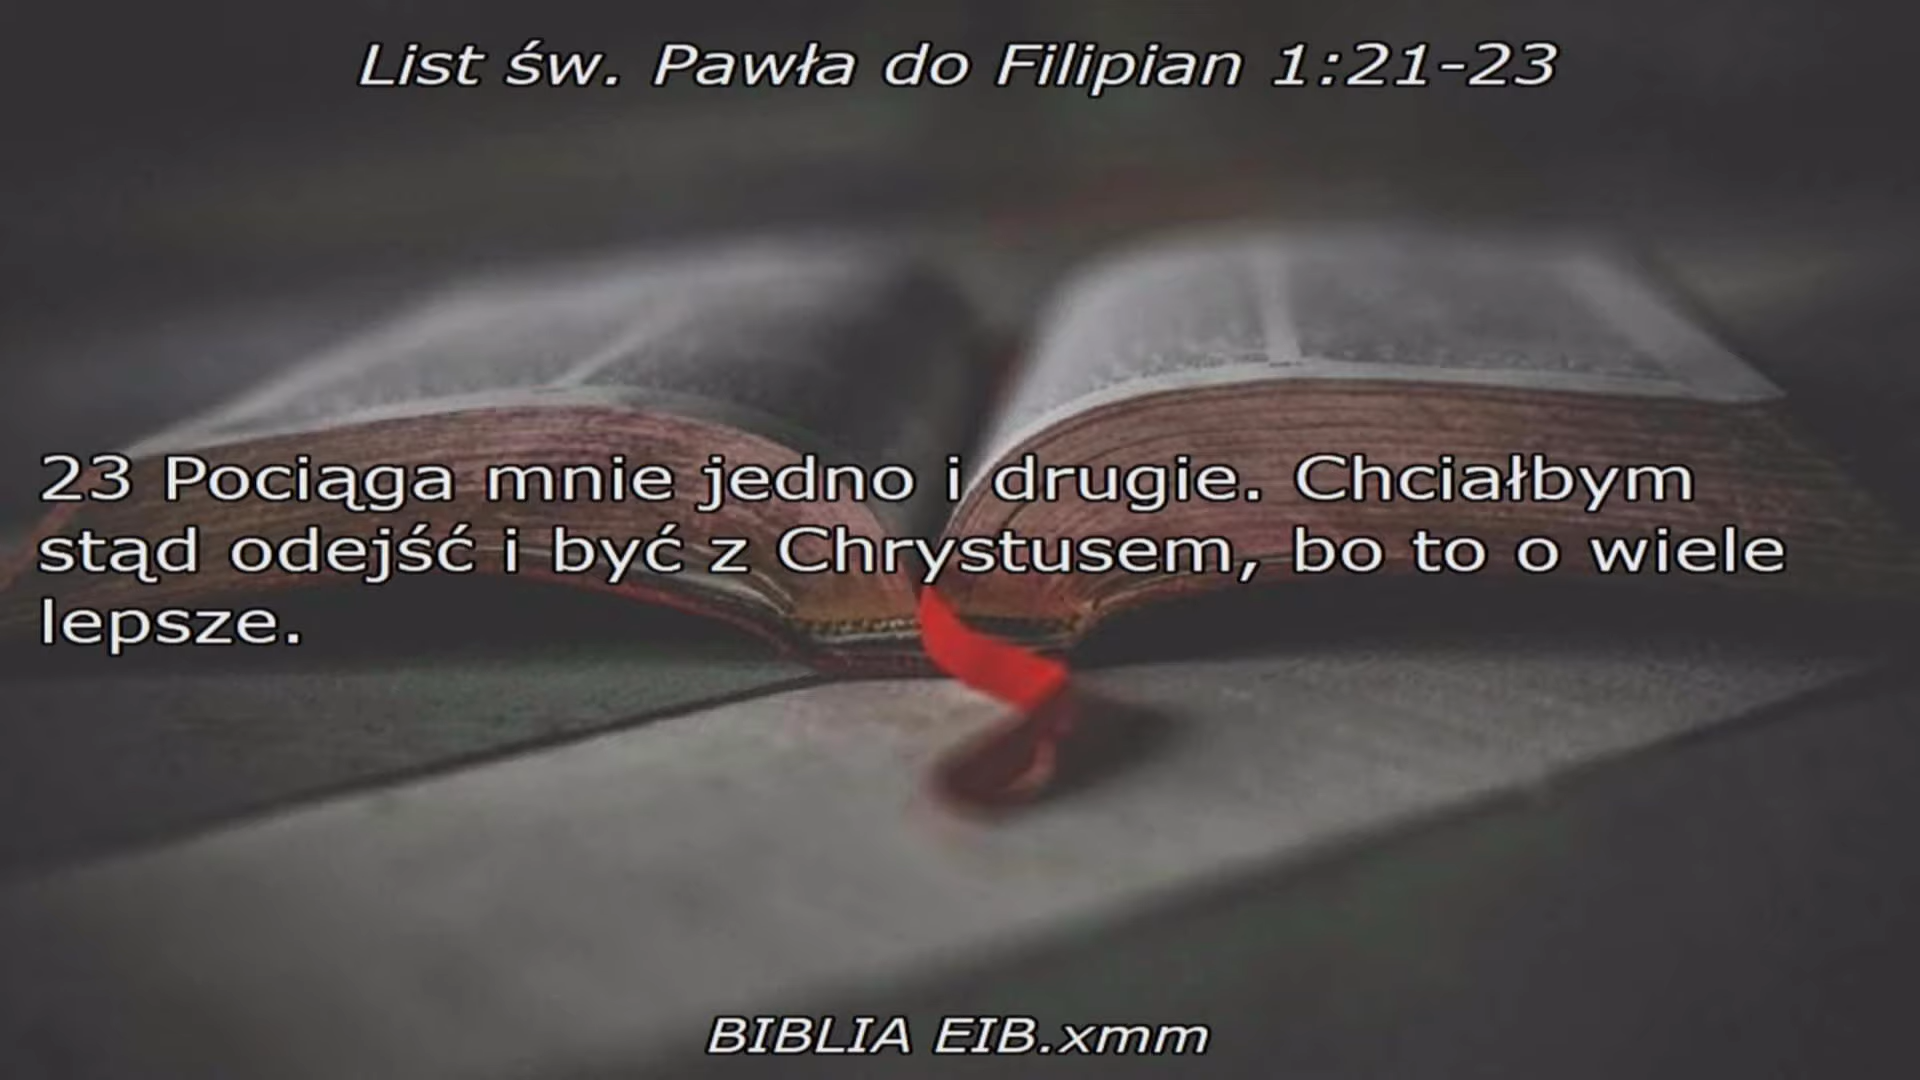 List św. Pawła do Filipian 1:21-23
23 Pociąga mnie jedno i drugie. Chciałbym
stąd odejść i być z Chrystusem, bo to o wiele
lepsze.
BIBLIA EIB.xmm